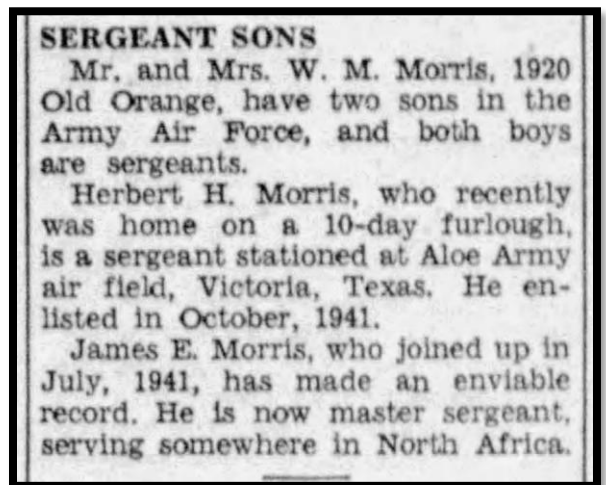 SERGEANT SONS
Mr. and Mrs. W. M. Morris, 1920
Old Orange, have two sons in the
Army Air Force, and both boys
are sergeants.
Herbert H. Morris, who recently
was home on a 10-day furlough,
is a sergeant stationed at Aloe Army
air field, Victoria, Texas. He en-
listed in October, 1941.
James E. Morris, who joined up in
July, 1941, has made an enviable
record. He is now master sergeant,
serving somewhere in North Africa.